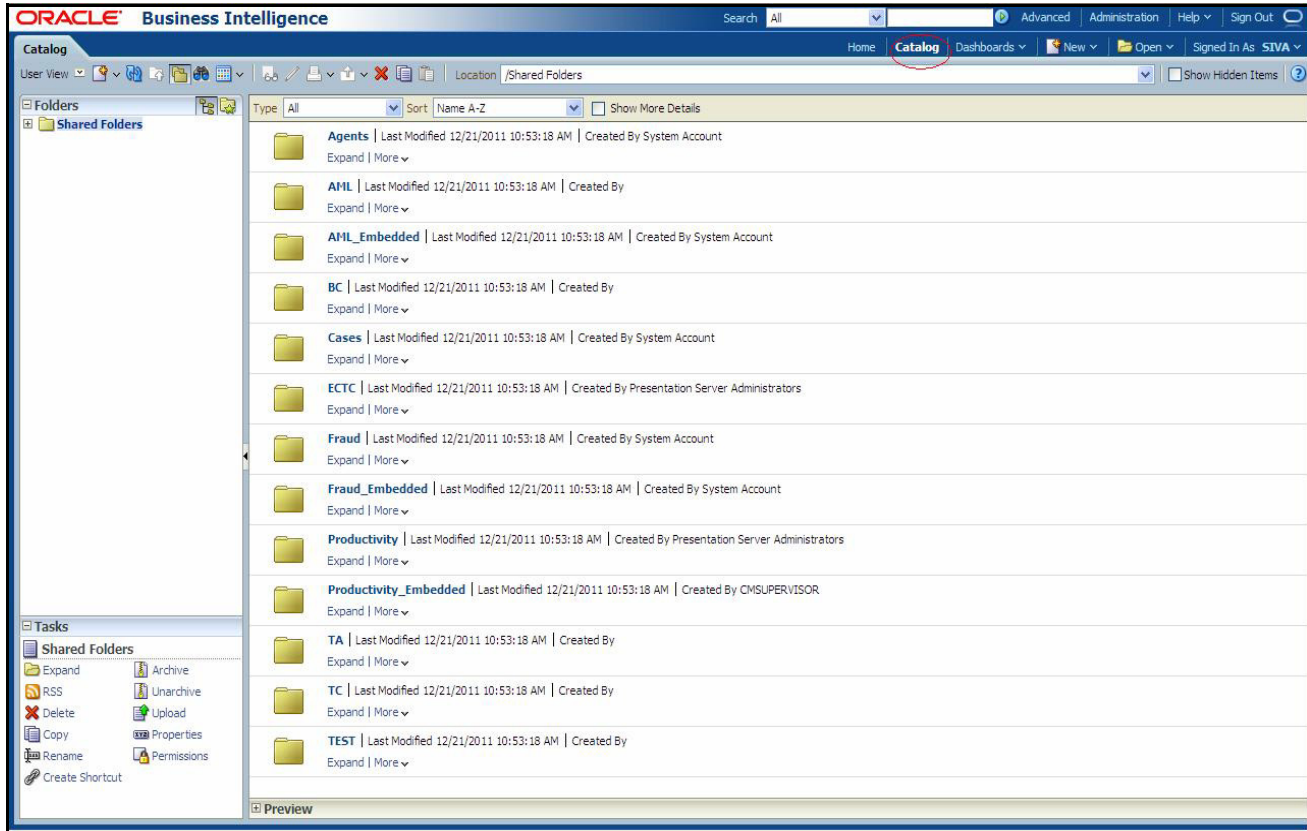 ORACLE Business Intelligence Search All Advanced Administration Help Sign Out
Catalog Home Catalog Dashboards New Open Signed In As SIVA
User View Location /Shared Folders Show Hidden Items
Folders
Shared Folders
Type All Sort Name A-Z Show More Details
Agents | Last Modified 12/21/2011 10:53:18 AM | Created By System Account
Expand | More
AML | Last Modified 12/21/2011 10:53:18 AM | Created By
Expand | More
AML_Embedded | Last Modified 12/21/2011 10:53:18 AM | Created By System Account
Expand | More
BC | Last Modified 12/21/2011 10:53:18 AM | Created By
Expand | More
Cases | Last Modified 12/21/2011 10:53:18 AM | Created By System Account
Expand | More
ECTC | Last Modified 12/21/2011 10:53:18 AM | Created By Presentation Server Administrators
Expand | More
Fraud | Last Modified 12/21/2011 10:53:18 AM | Created By System Account
Expand | More
Fraud_Embedded | Last Modified 12/21/2011 10:53:18 AM | Created By System Account
Expand | More
Productivity | Last Modified 12/21/2011 10:53:18 AM | Created By Presentation Server Administrators
Expand | More
Productivity_Embedded | Last Modified 12/21/2011 10:53:18 AM | Created By CMSUPERVISOR
Expand | More
TA | Last Modified 12/21/2011 10:53:18 AM | Created By
Expand | More
TC | Last Modified 12/21/2011 10:53:18 AM | Created By
Expand | More
TEST | Last Modified 12/21/2011 10:53:18 AM | Created By
Expand | More
Tasks
Shared Folders
Expand Archive
RSS Unarchive
Delete Upload
Copy Properties
Rename Permissions
Create Shortcut
Preview